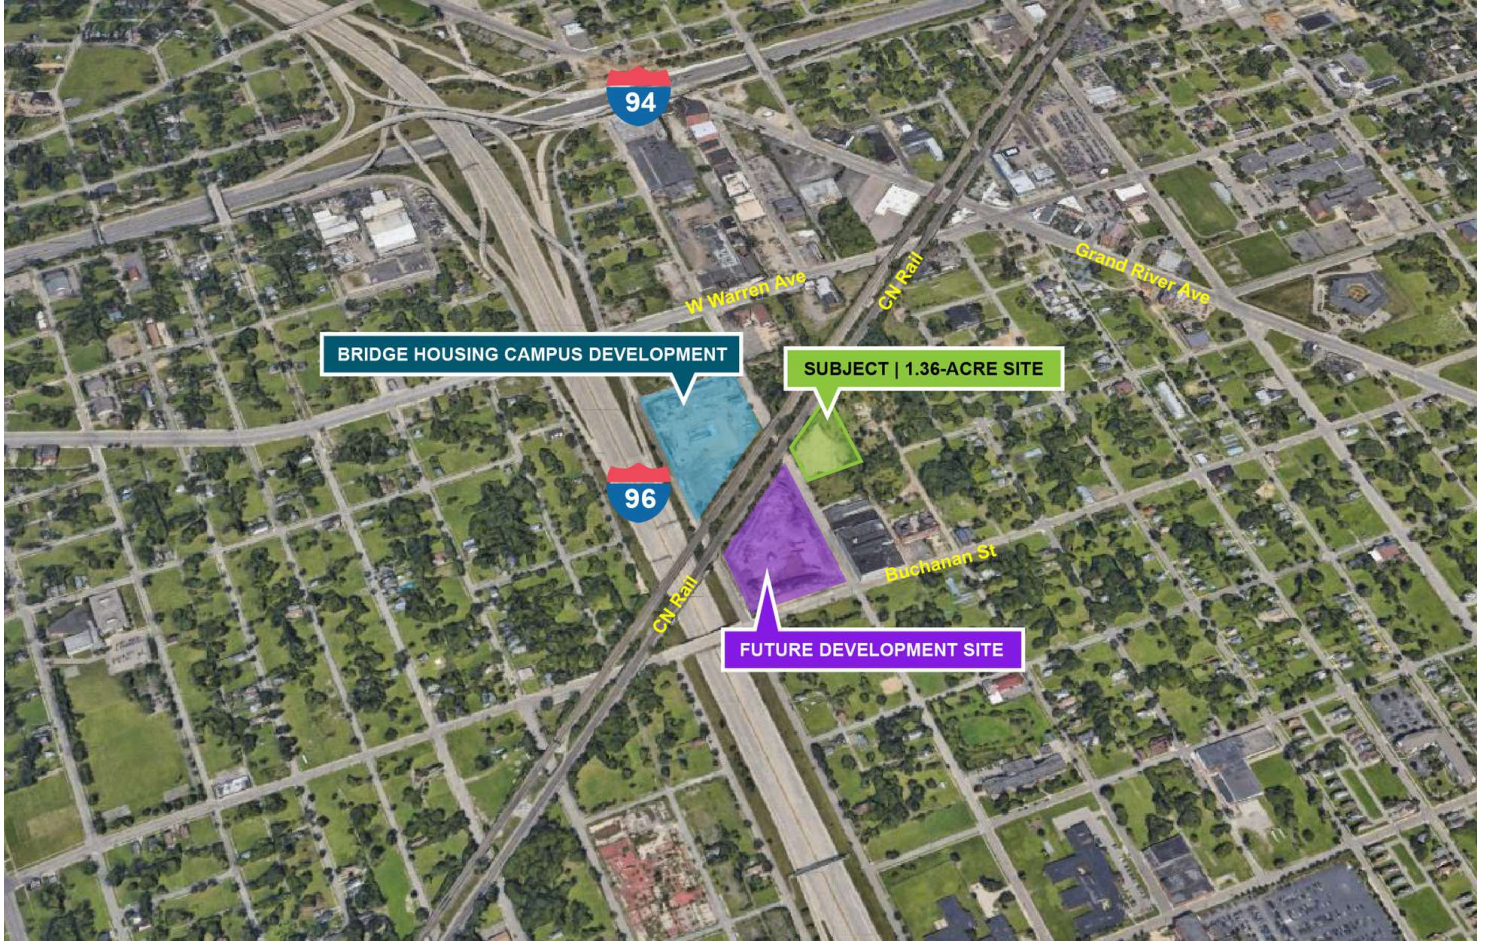 94
Grand River Ave
CN Rail
W Warren Ave
BRIDGE HOUSING CAMPUS DEVELOPMENT
SUBJECT | 1.36-ACRE SITE
96
Buchanan St
CN Rail
FUTURE DEVELOPMENT SITE